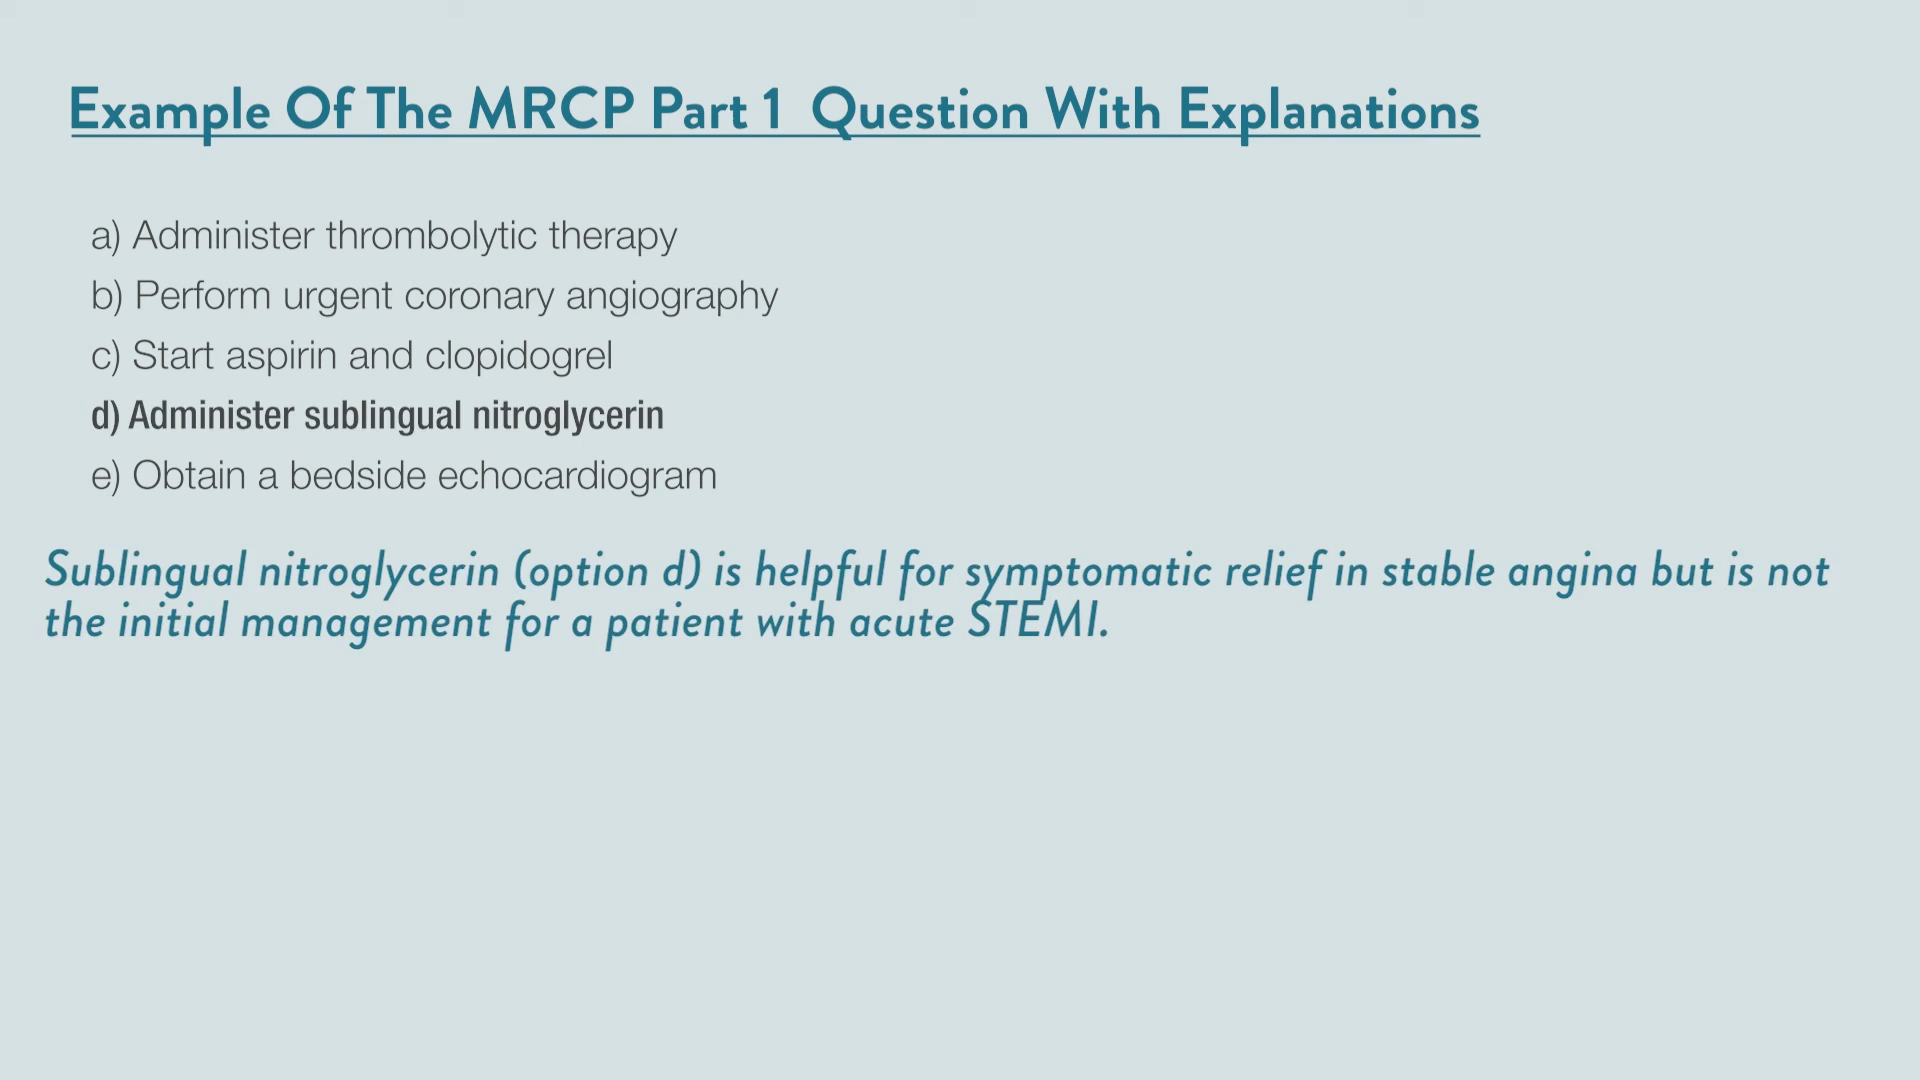 Example Of The MRCP Part 1 Question With Explanations
a) Administer thrombolytic therapy
b) Perform urgent coronary angiography
c) Start aspirin and clopidogrel
d) Administer sublingual nitroglycerin
e) Obtain a bedside echocardiogram
Sublingual nitroglycerin (option d) is helpful for symptomatic relief in stable angina but is not
the initial management for a patient with acute STEMI.